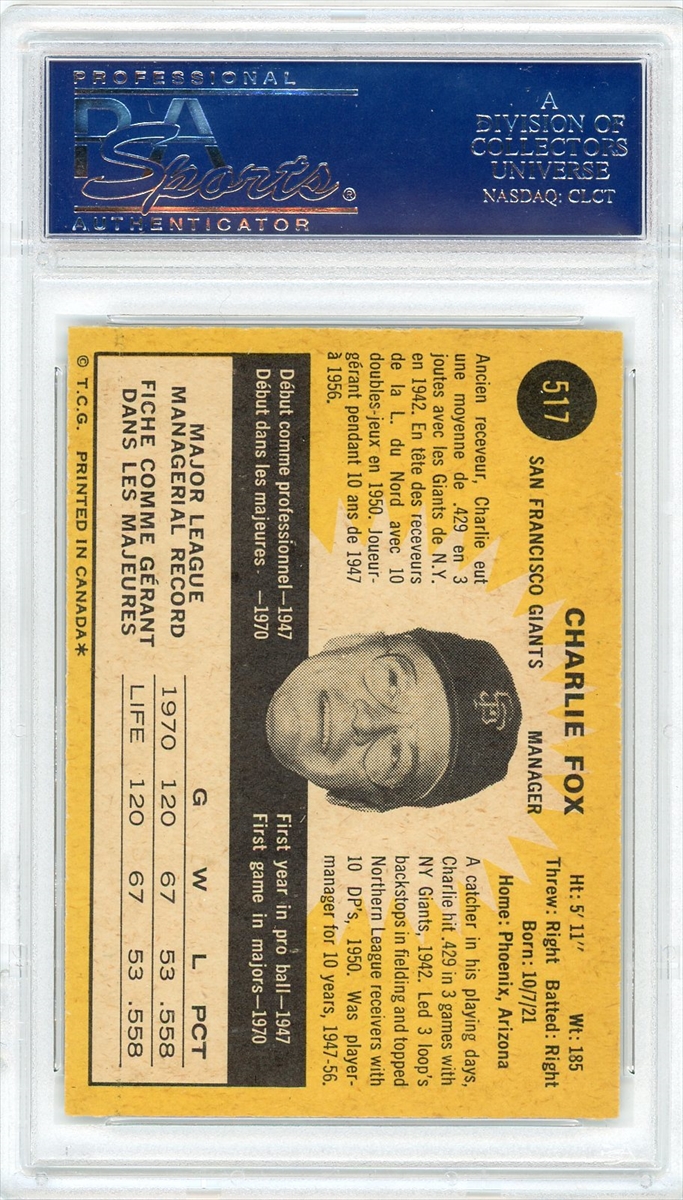 PROFESSIONAL
PSA
Sports®
AUTHENTICATOR
A
DIVISION OF
COLLECTORS
UNIVERSE
NASDAQ: CLCT
517
CHARLIE FOX
SAN FRANCISCO GIANTS MANAGER
Ht: 5' 11" Wt: 185
Threw: Right Batted: Right
Born: 10/7/21
Home: Phoenix, Arizona
Ancien receveur, Charlie eut
une moyenne de .429 en 3
joutes avec les Giants de N.Y.
en 1942. En tête des receveurs
de la L. du Nord avec 10
doubles-jeux en 1950. Joueur-
gérant pendant 10 ans de 1947
à 1956.
SF
A catcher in his playing days,
Charlie hit .429 in 3 games with
NY Giants, 1942. Led 3 loop's
backstops in fielding and topped
Northern League receivers with
10 DP's, 1950. Was player-
manager for 10 years, 1947-56.
Début comme professionnel—1947
Début dans les majeures. —1970
First year in pro ball—1947
First game in majors—1970
MAJOR LEAGUE
MANAGERIAL RECORD
FICHE COMME GÉRANT
DANS LES MAJEURES
G W L PCT
1970 120 67 53 .558
LIFE 120 67 53 .558
© T.C.G. PRINTED IN CANADA*